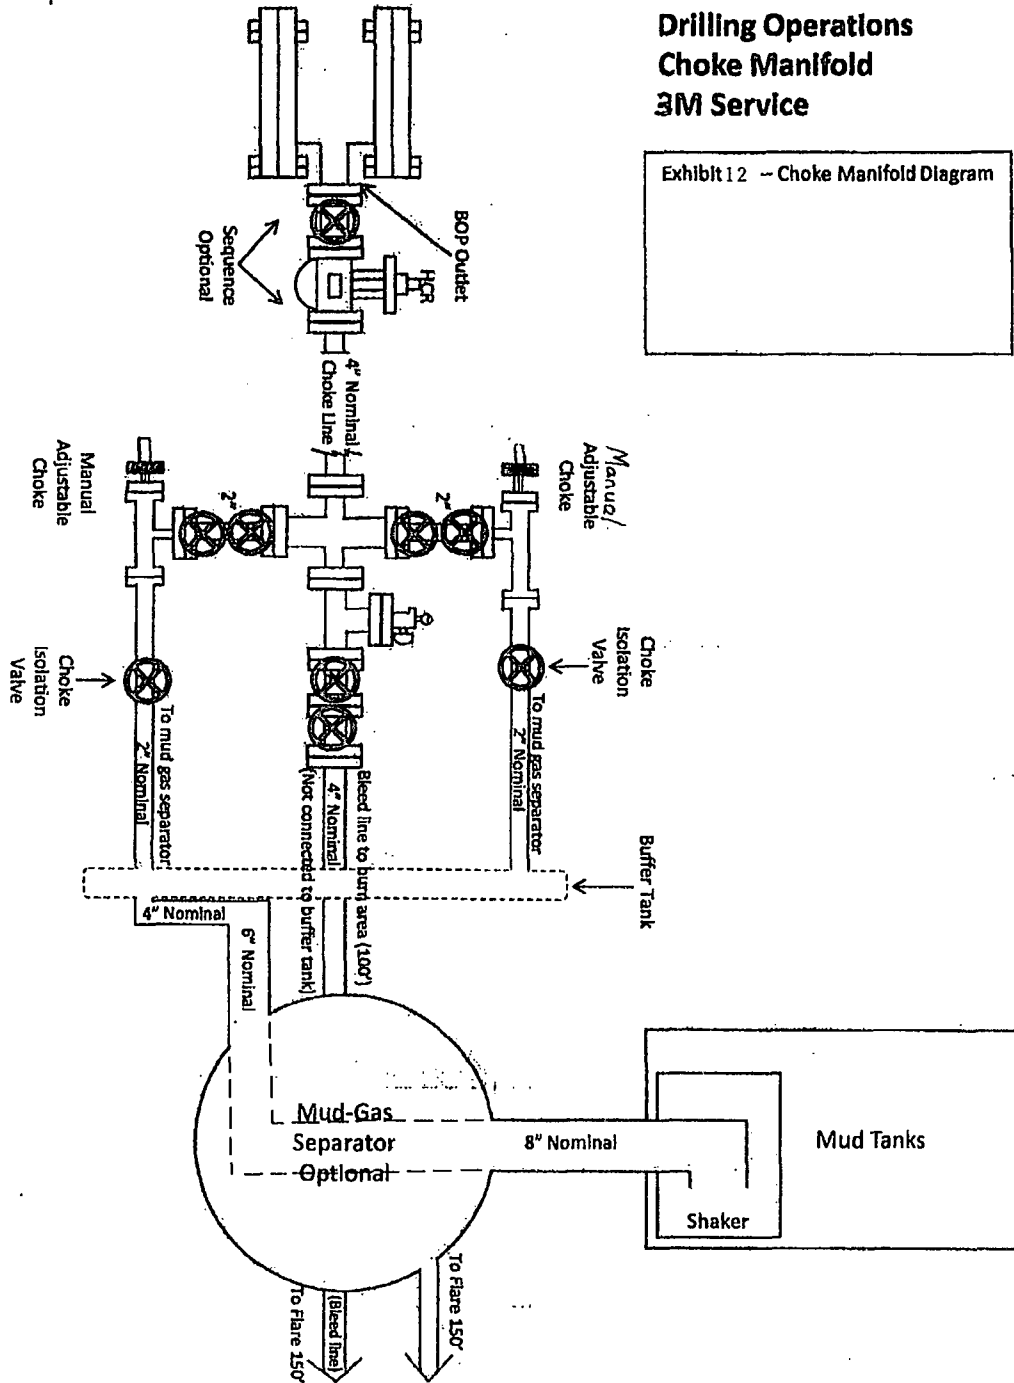 Drilling Operations
Choke Manifold
3M Service
Exhibit 12 – Choke Manifold Diagram
BOP Outlet
HCR
Sequence
Optional
4" Nominal
Choke Line
Manual
Adjustable
Choke
2"
2"
Manual
Adjustable
Choke
Choke
Isolation
Valve
Choke
Isolation
Valve
To mud gas separator
2" Nominal
Bleed line to burn area (100')
4" Nominal
(Not connected to buffer tank)
To mud gas separator
2" Nominal
Buffer Tank
4" Nominal
6" Nominal
Mud-Gas
Separator
Optional
8" Nominal
Mud Tanks
Shaker
To Flare 150'
(Bleed line)
To Flare 150'